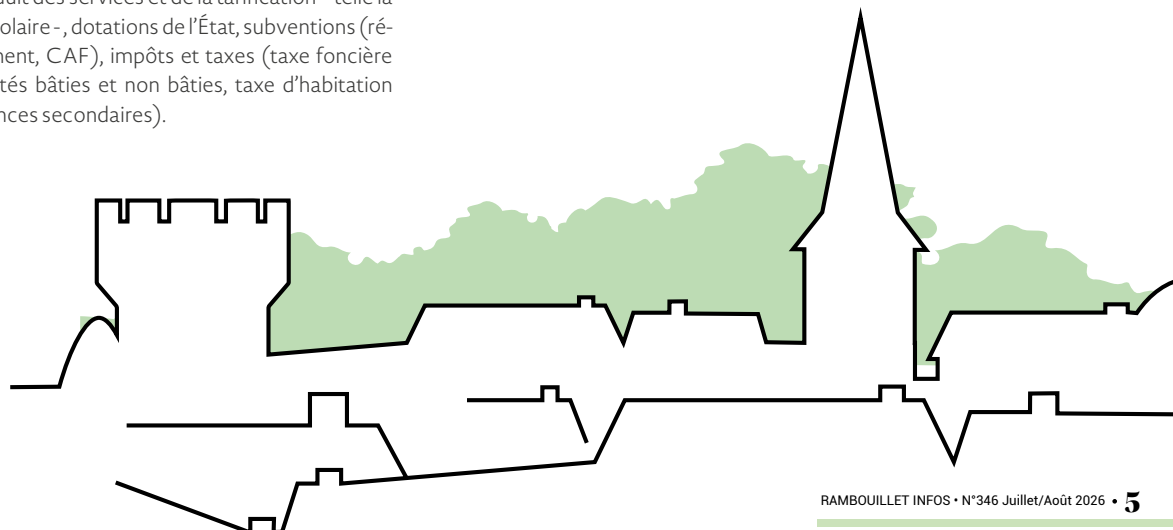 duit des services et de la tarification - telle la
olaire -, dotations de l'État, subventions (ré-
ment, CAF), impôts et taxes (taxe foncière
tés bâties et non bâties, taxe d'habitation
nces secondaires).
RAMBOUILLET INFOS • N°346 Juillet/Août 2026 • 5